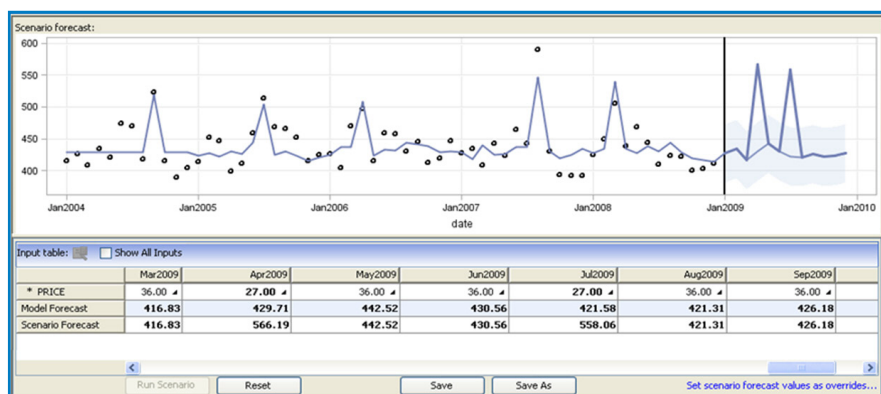 Scenario forecast:
600
550
500
450
400
Jan2004 Jan2005 Jan2006 Jan2007 Jan2008 Jan2009 Jan2010
date
Input table: Show All Inputs
Mar2009 Apr2009 May2009 Jun2009 Jul2009 Aug2009 Sep2009
* PRICE 36.00 27.00 36.00 36.00 27.00 36.00 36.00
Model Forecast 416.83 429.71 442.52 430.56 421.58 421.31 426.18
Scenario Forecast 416.83 566.19 442.52 430.56 558.06 421.31 426.18
Run Scenario Reset Save Save As Set scenario forecast values as overrides...